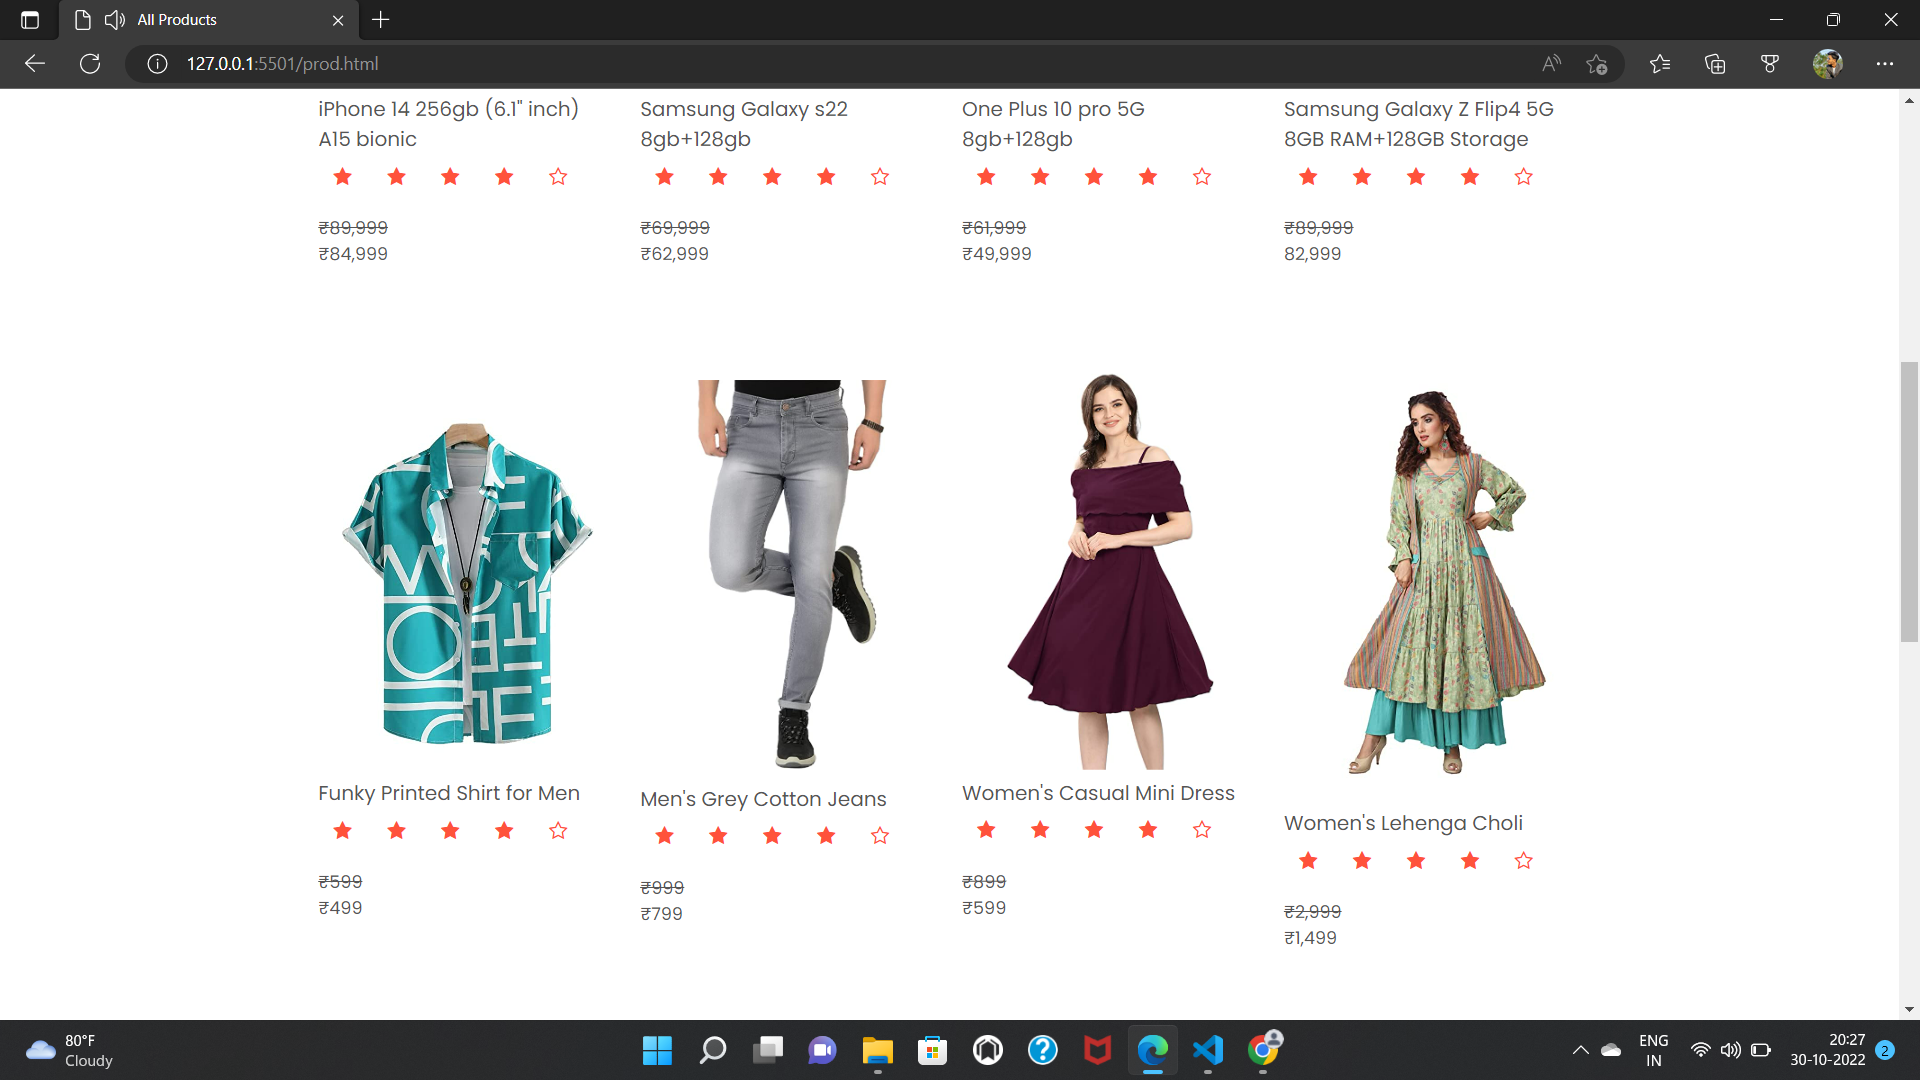 All Products
127.0.0.1:5501/prod.html
iPhone 14 256gb (6.1" inch)
A15 bionic
₹89,999
₹84,999
Samsung Galaxy s22
8gb+128gb
₹69,999
₹62,999
One Plus 10 pro 5G
8gb+128gb
₹61,999
₹49,999
Samsung Galaxy Z Flip4 5G
8GB RAM+128GB Storage
₹89,999
82,999
Funky Printed Shirt for Men
₹599
₹499
Men's Grey Cotton Jeans
₹999
₹799
Women's Casual Mini Dress
₹899
₹599
Women's Lehenga Choli
₹2,999
₹1,499
80°F
Cloudy
ENG
IN
20:27
30-10-2022
2